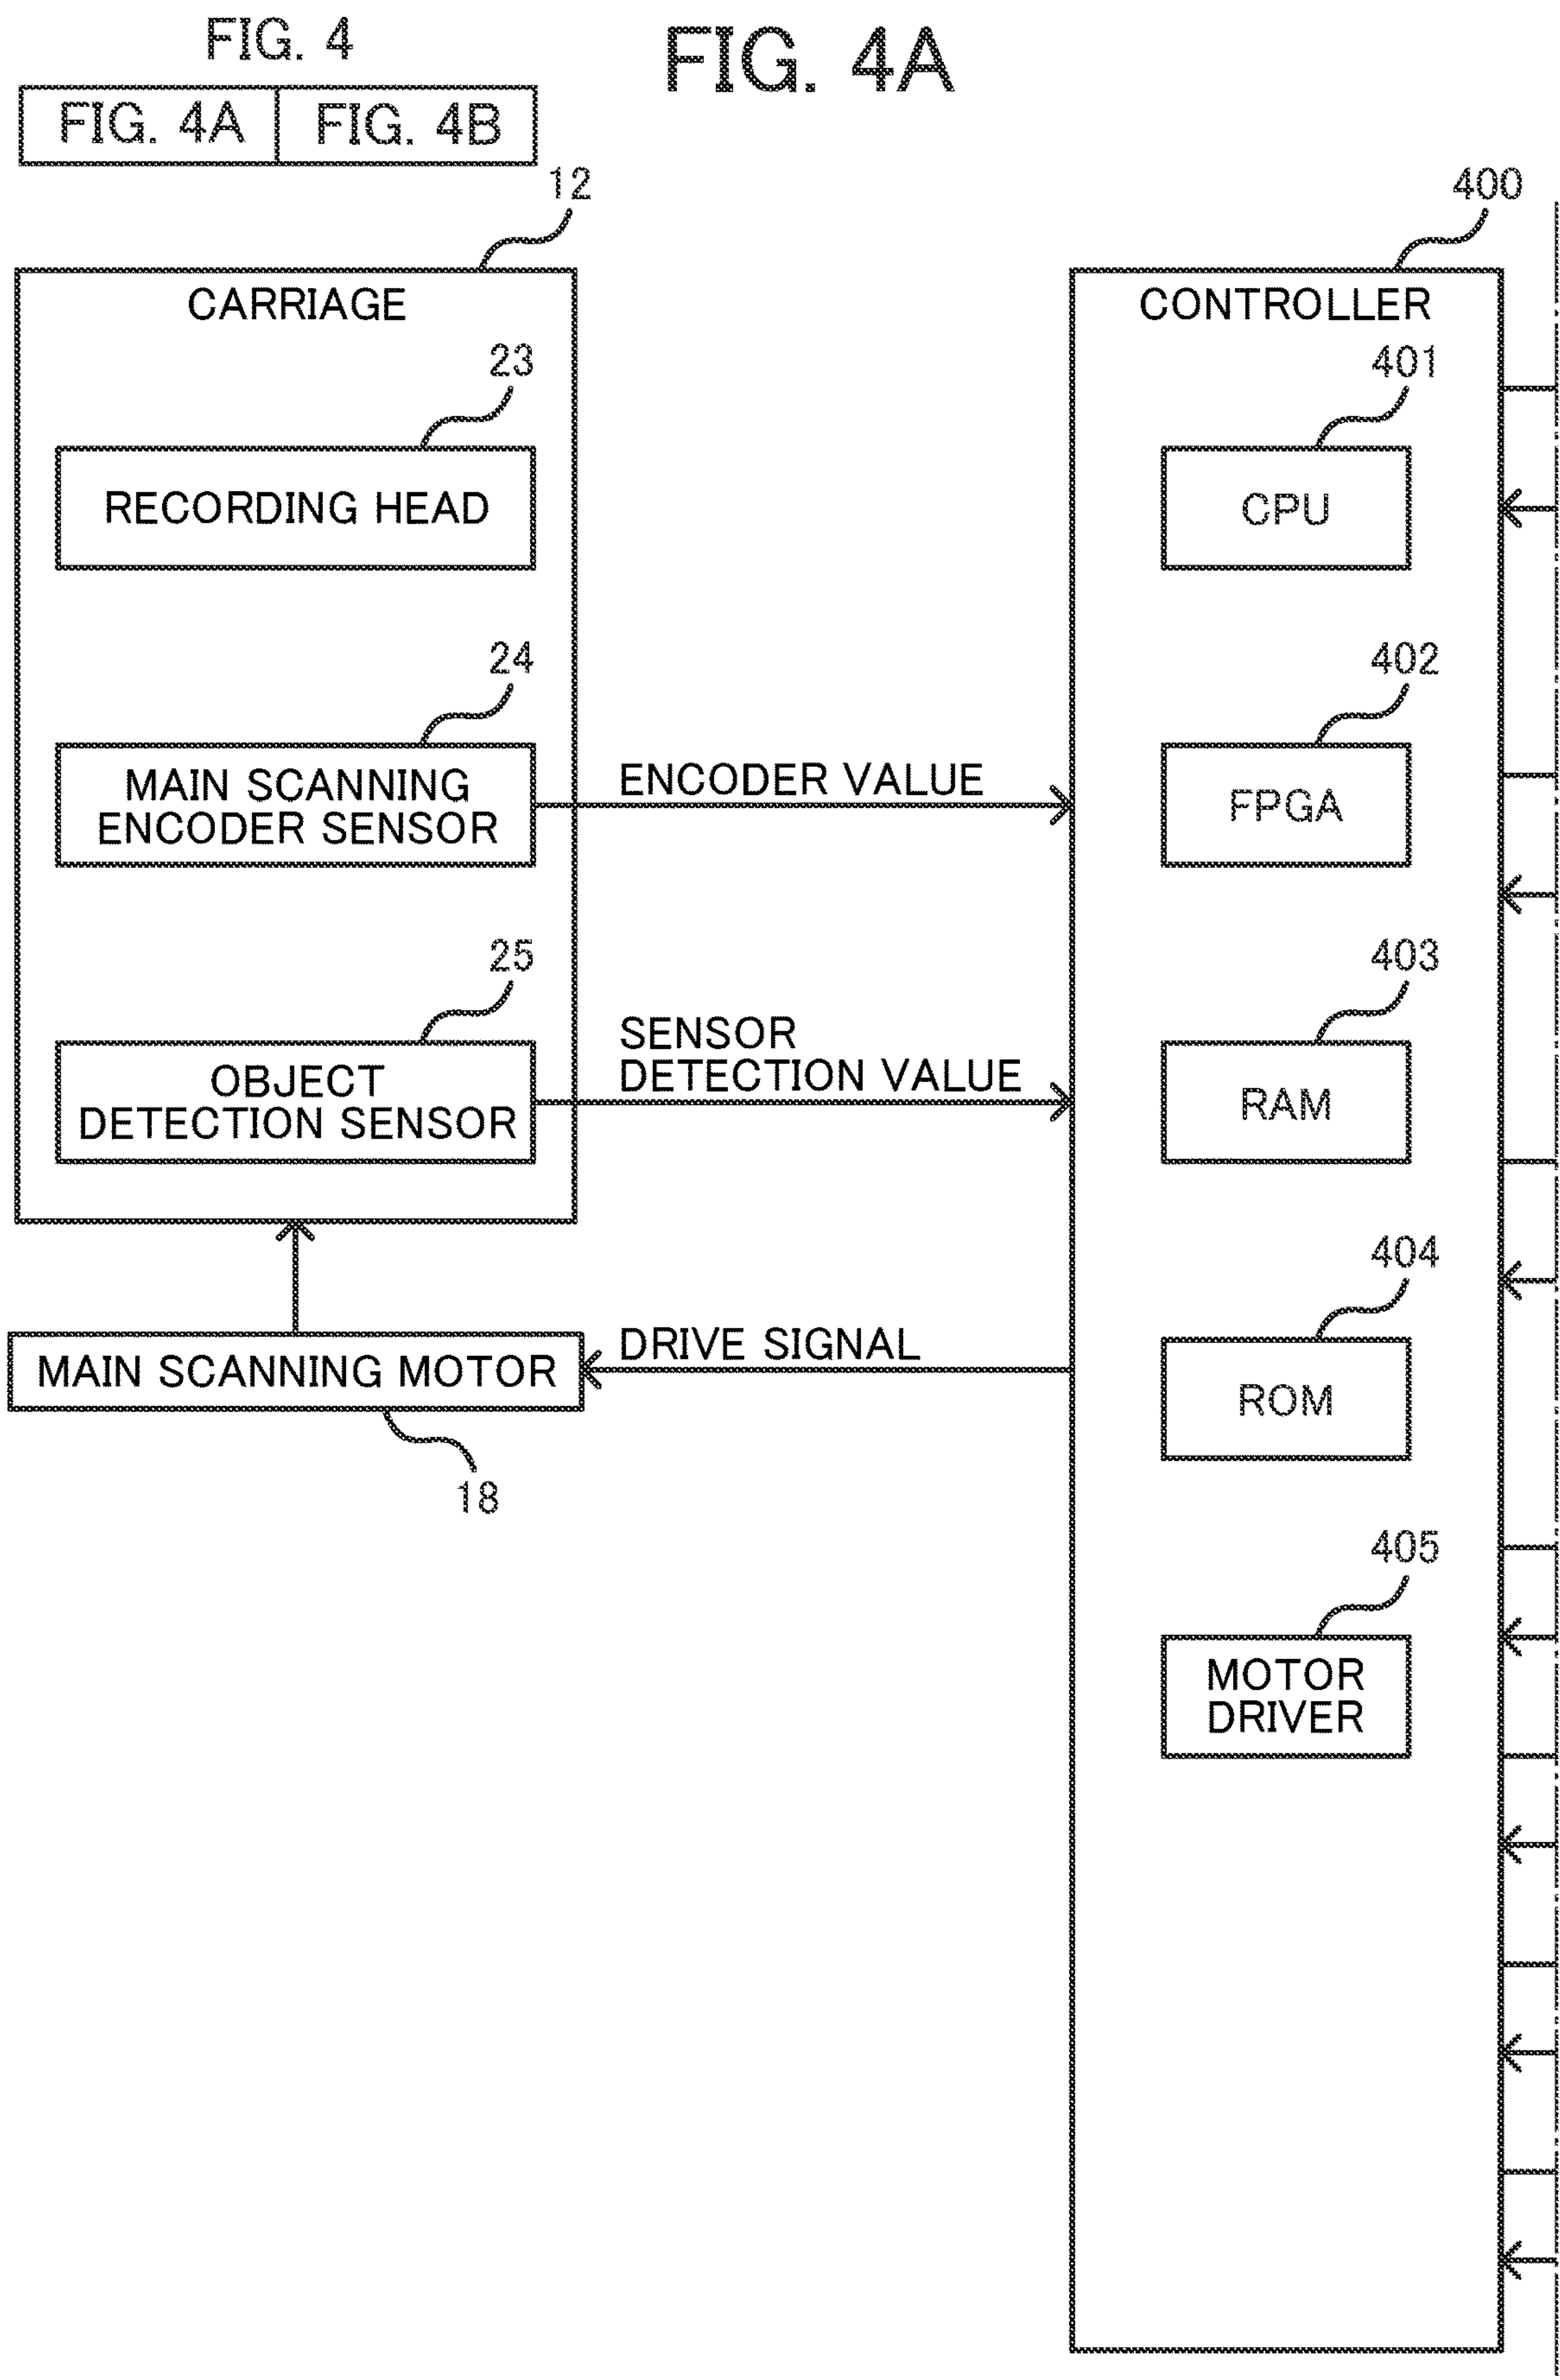 FIG. 4
FIG. 4A
FIG. 4A
FIG. 4B
12
400
CARRIAGE
CONTROLLER
23
401
RECORDING HEAD
CPU
24
402
MAIN SCANNING
ENCODER SENSOR
ENCODER VALUE
FPGA
25
403
OBJECT
DETECTION SENSOR
SENSOR
DETECTION VALUE
RAM
404
MAIN SCANNING MOTOR
DRIVE SIGNAL
ROM
18
405
MOTOR
DRIVER